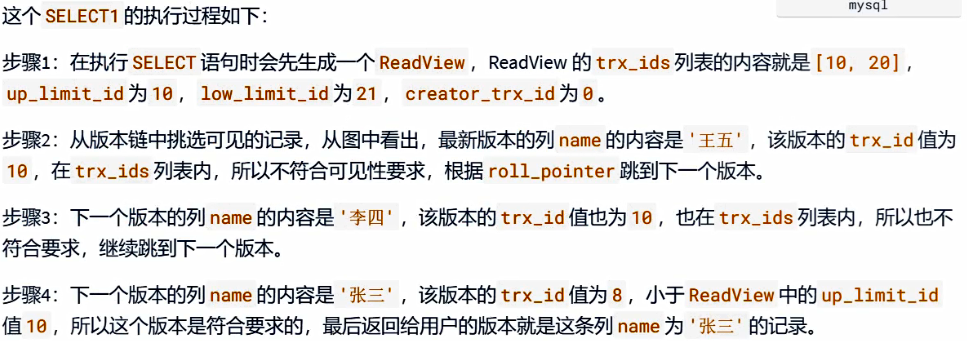 mysql
这个 SELECT1 的执行过程如下：
步骤1：在执行 SELECT 语句时会先生成一个 ReadView ，ReadView 的 trx_ids 列表的内容就是 [10, 20] ，
up_limit_id 为 10 ， low_limit_id 为 21 ， creator_trx_id 为 0 。
步骤2：从版本链中挑选可见的记录，从图中看出，最新版本的列 name 的内容是 '王五' ，该版本的 trx_id 值为
10 ，在 trx_ids 列表内，所以不符合可见性要求，根据 roll_pointer 跳到下一个版本。
步骤3：下一个版本的列 name 的内容是 '李四' ，该版本的 trx_id 值也为 10 ，也在 trx_ids 列表内，所以也不
符合要求，继续跳到下一个版本。
步骤4：下一个版本的列 name 的内容是 '张三' ，该版本的 trx_id 值为 8 ，小于 ReadView 中的 up_limit_id
值 10 ，所以这个版本是符合要求的，最后返回给用户的版本就是这条列 name 为 '张三' 的记录。